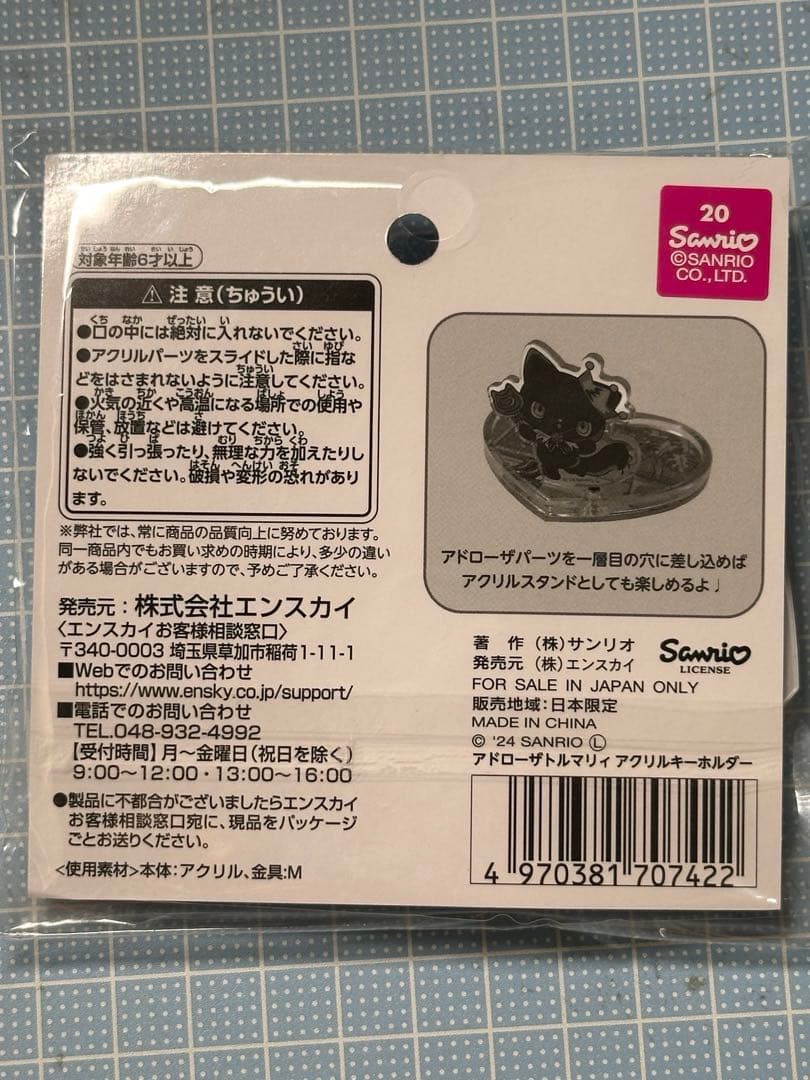 対象年齢6才以上
⚠注意(ちゅうい)
●口の中には絶対に入れないでください。
●アクリルパーツをスライドした際に指な
どをはさまれないように注意してください。
●火気の近くや高温になる場所での使用や
保管、放置などは避けてください。
●強く引っ張ったり、無理な力を加えたりし
ないでください。破損や変形の恐れがあり
ます。
※弊社では、常に商品の品質向上に努めております。
同一商品内でもお買い求めの時期により、多少の違い
がある場合がございますので、予めご了承ください。
発売元:株式会社エンスカイ
〈エンスカイお客様相談窓口〉
〒340-0003 埼玉県草加市稲荷1-11-1
■Webでのお問い合わせ
https://www.ensky.co.jp/support/
■電話でのお問い合わせ
TEL.048-932-4992
【受付時間】月〜金曜日(祝日を除く)
9:00〜12:00・13:00〜16:00
●製品に不都合がございましたらエンスカイ
お客様相談窓口宛に、現品をパッケージ
ごとお送りください。
<使用素材>本体:アクリル、金具:M
20
Sanrio
©SANRIO
CO.,LTD.
アドローザパーツを一層目の穴に差し込めば
アクリルスタンドとしても楽しめるよ♩
著 作 (株)サンリオ
発売元 (株)エンスカイ
Sanrio
LICENSE
FOR SALE IN JAPAN ONLY
販売地域:日本限定
MADE IN CHINA
© '24 SANRIO Ⓛ
アドローザトルマリィ アクリルキーホルダー
4 970381 707422